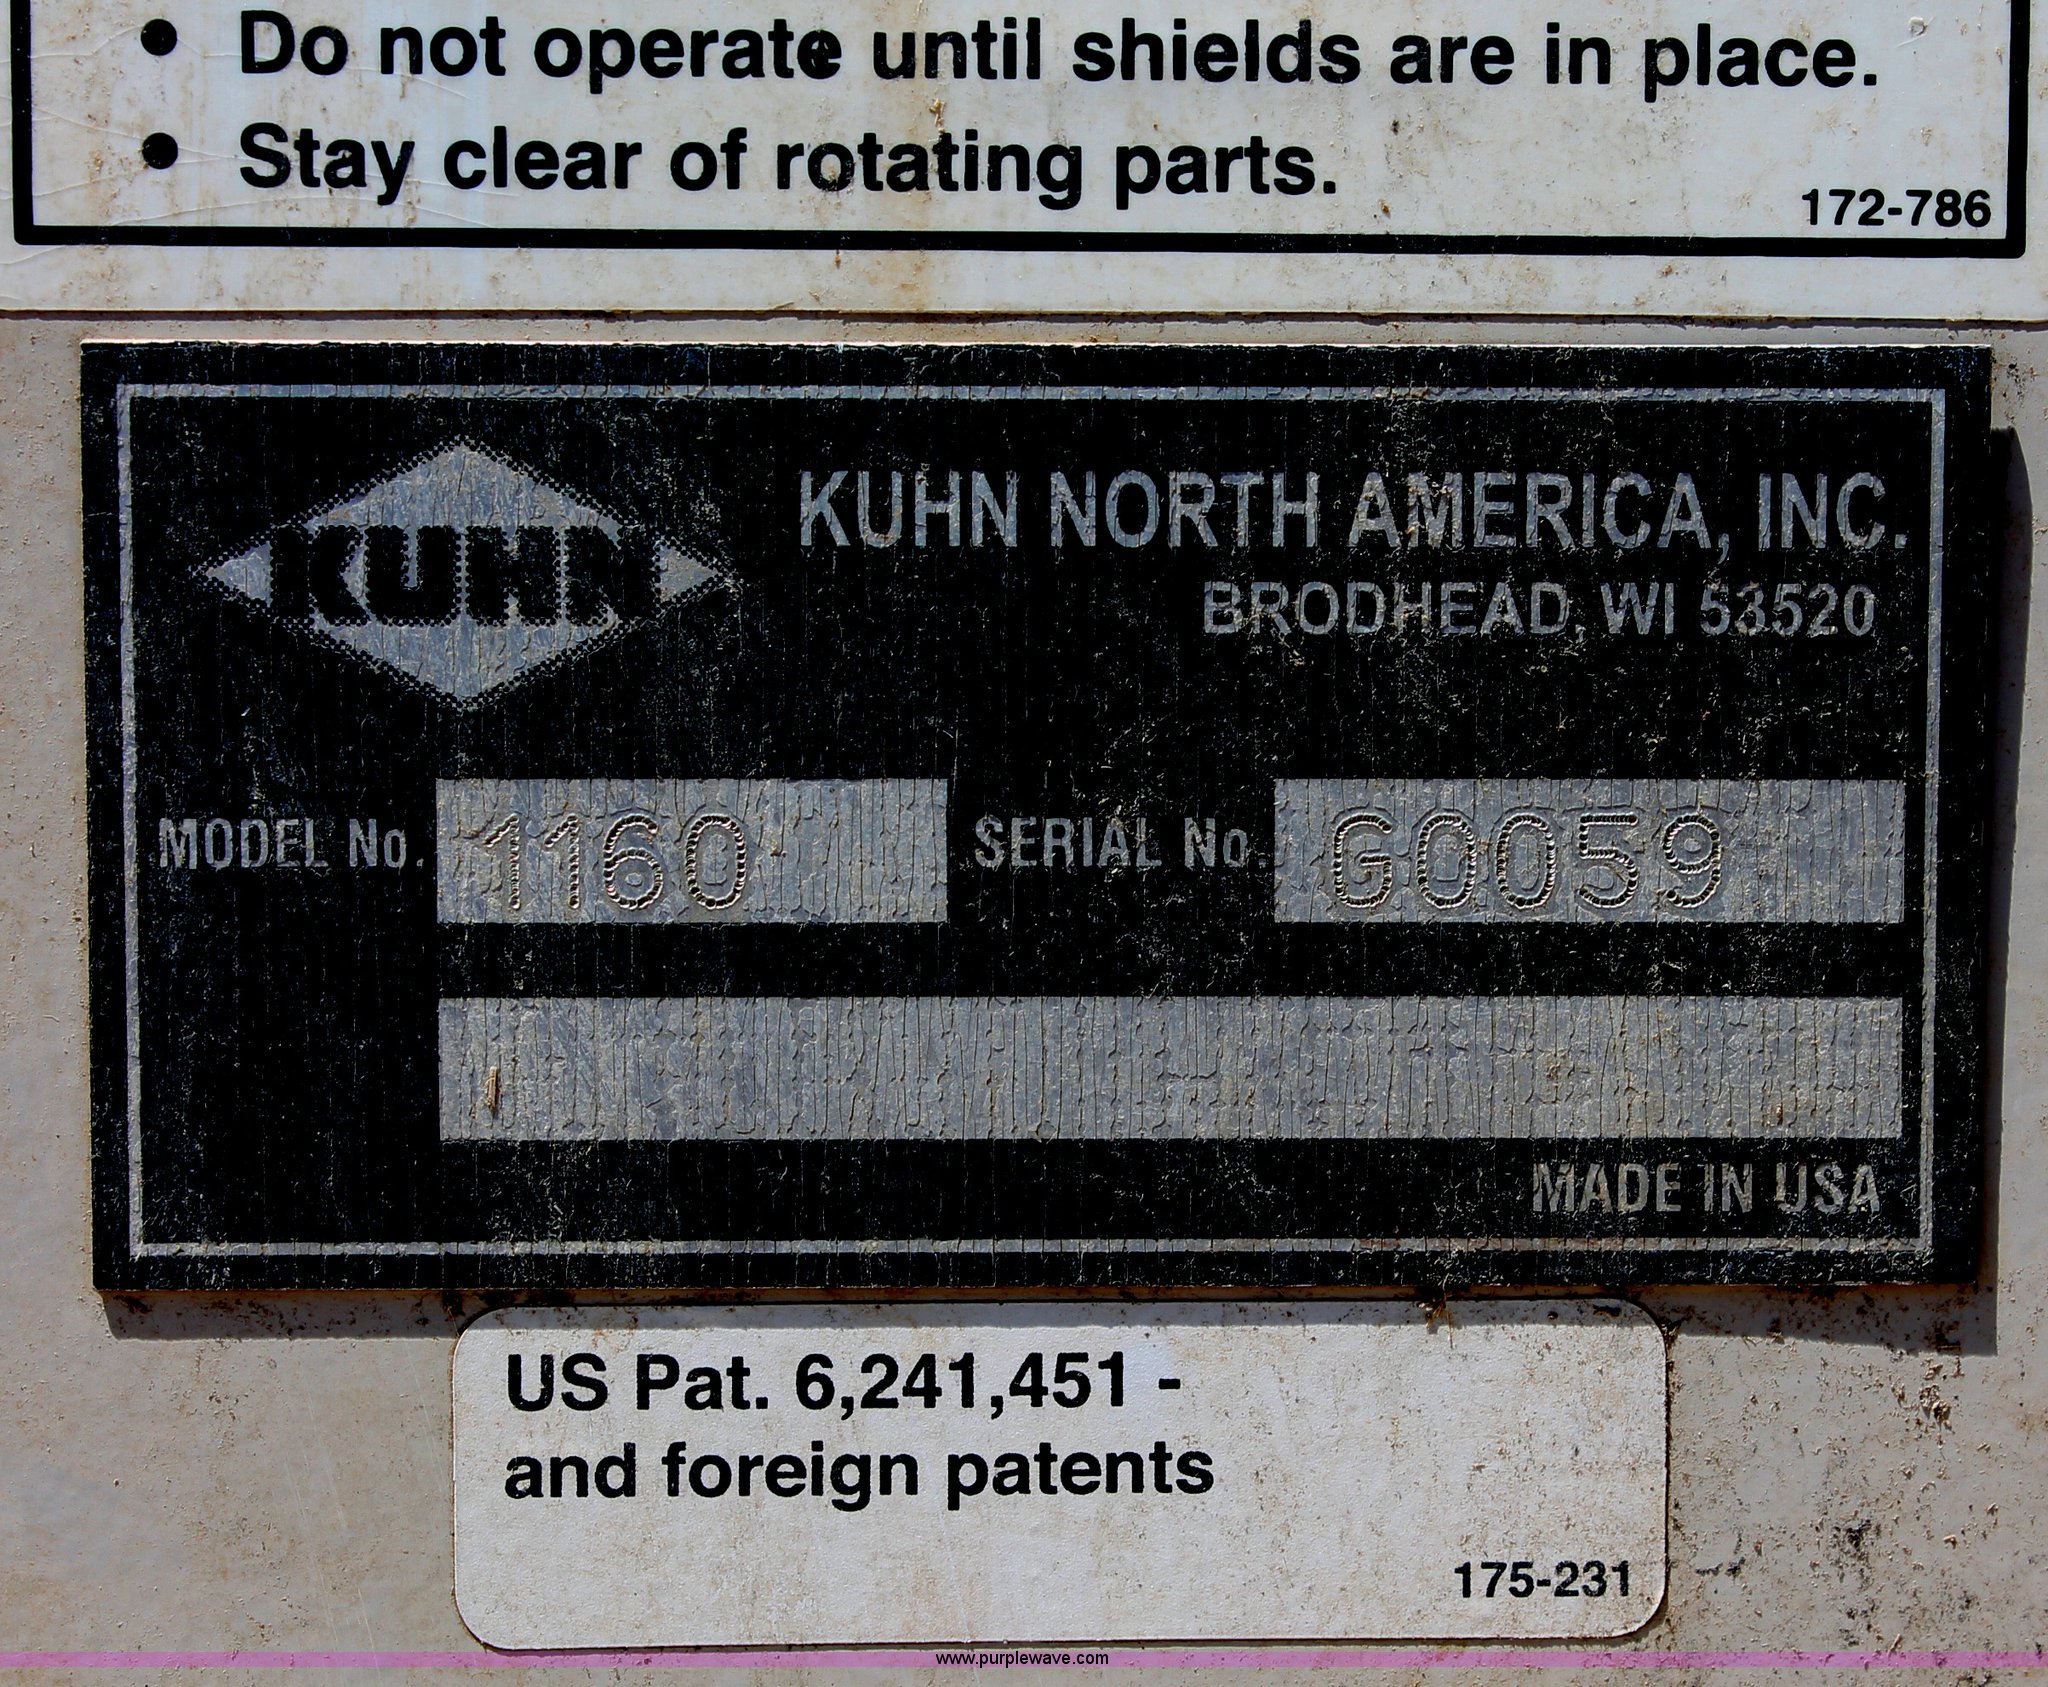 • Do not operate until shields are in place.
• Stay clear of rotating parts.
172-786
KUHN
KUHN NORTH AMERICA, INC.
BRODHEAD, WI 53520
MODEL No. 1160 SERIAL No. G0059
MADE IN USA
US Pat. 6,241,451 -
and foreign patents
175-231
www.purplewave.com